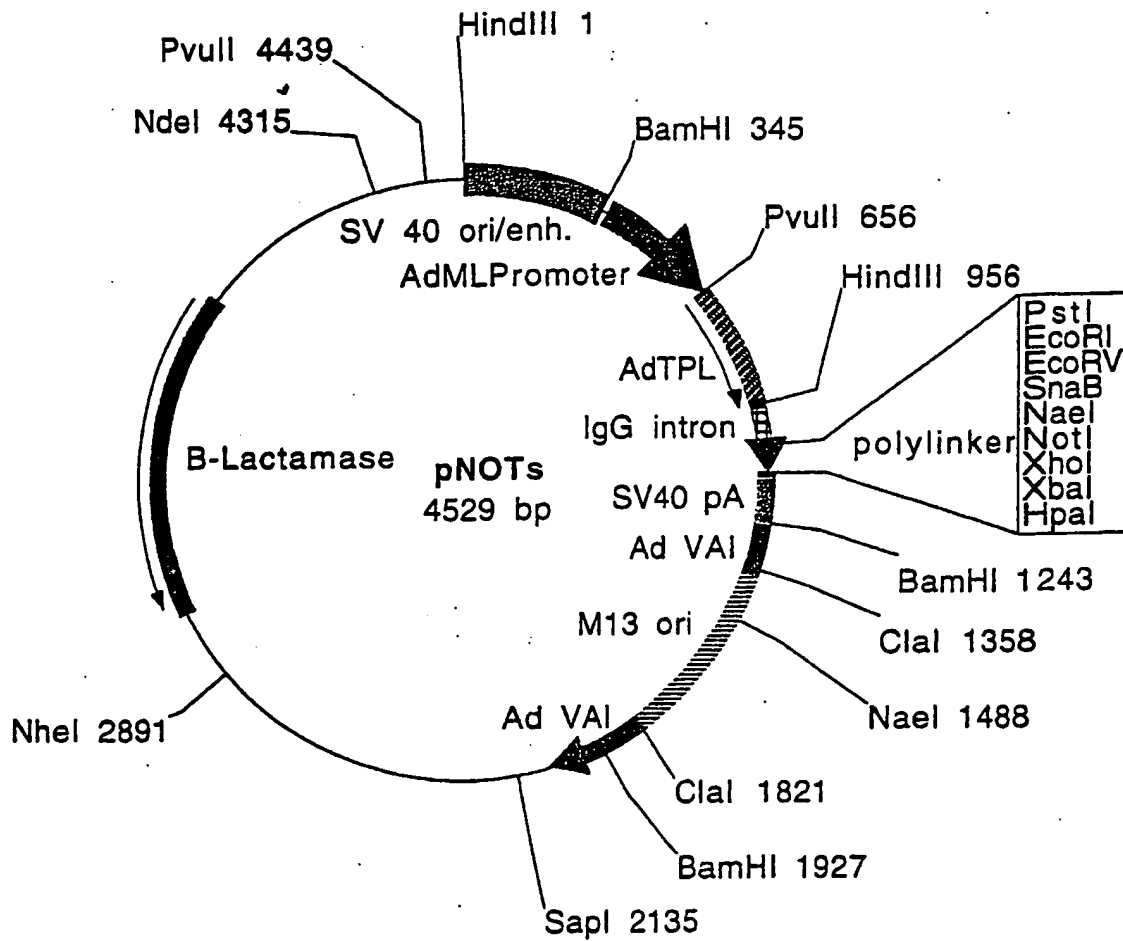 HindIII 1
PvuII 4439
NdeI 4315
BamHI 345
PvuII 656
SV 40 ori/enh.
AdMLPromoter
HindIII 956
PstI
EcoRI
EcoRV
SnaB
NaeI
NotI
XhoI
XbaI
HpaI
AdTPL
IgG intron
polylinker
B-Lactamase
pNOTs
4529 bp
SV40 pA
Ad VAI
BamHI 1243
M13 ori
ClaI 1358
NheI 2891
Ad VAI
NaeI 1488
ClaI 1821
BamHI 1927
SapI 2135